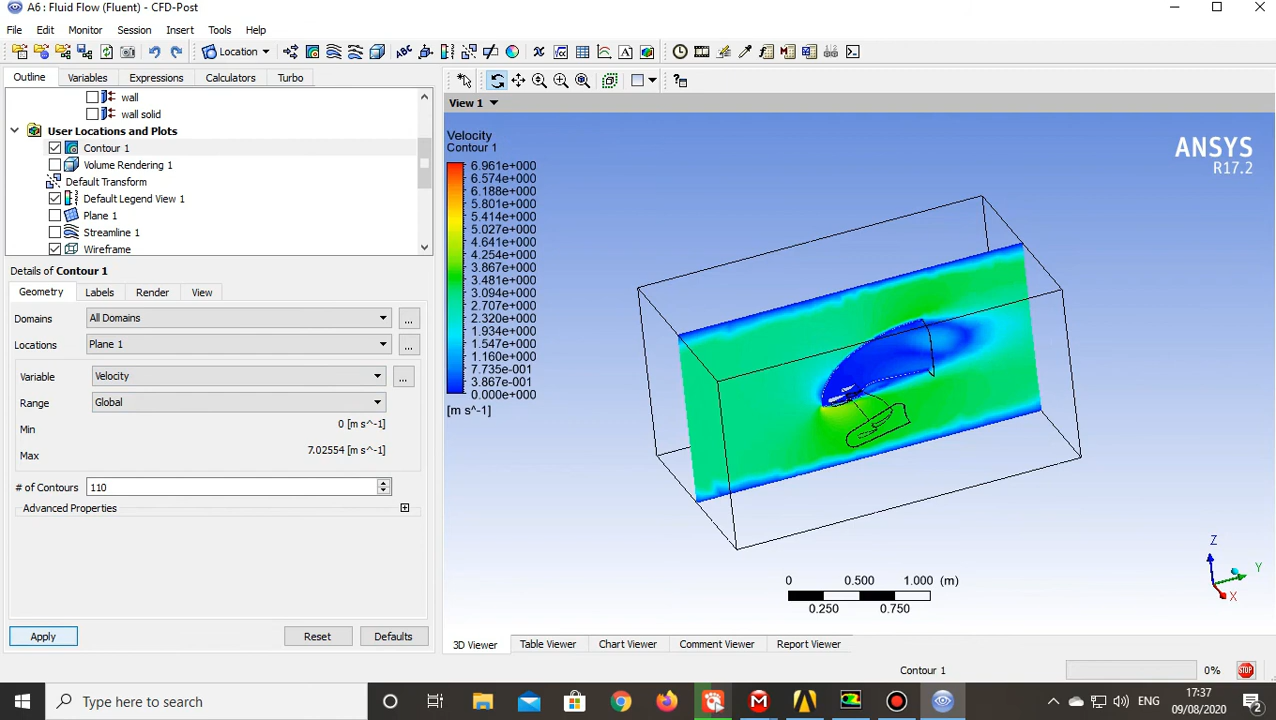 A6 : Fluid Flow (Fluent) - CFD-Post
File Edit Monitor Session Insert Tools Help
Location
Outline Variables Expressions Calculators Turbo
wall
wall solid
User Locations and Plots
Contour 1
Volume Rendering 1
Default Transform
Default Legend View 1
Plane 1
Streamline 1
Wireframe
Details of Contour 1
Geometry Labels Render View
Domains All Domains ...
Locations Plane 1 ...
Variable Velocity ...
Range Global
Min 0 [m s^-1]
Max 7.02554 [m s^-1]
# of Contours 110
Advanced Properties
Apply Reset Defaults
View 1
Velocity
Contour 1
6.961e+000
6.574e+000
6.188e+000
5.801e+000
5.414e+000
5.027e+000
4.641e+000
4.254e+000
3.867e+000
3.481e+000
3.094e+000
2.707e+000
2.320e+000
1.934e+000
1.547e+000
1.160e+000
7.735e-001
3.867e-001
0.000e+000
[m s^-1]
ANSYS
R17.2
Z
Y
X
0 0.500 1.000 (m)
0.250 0.750
3D Viewer Table Viewer Chart Viewer Comment Viewer Report Viewer
Contour 1 0% STOP
Type here to search
ENG
17:37
09/08/2020
2